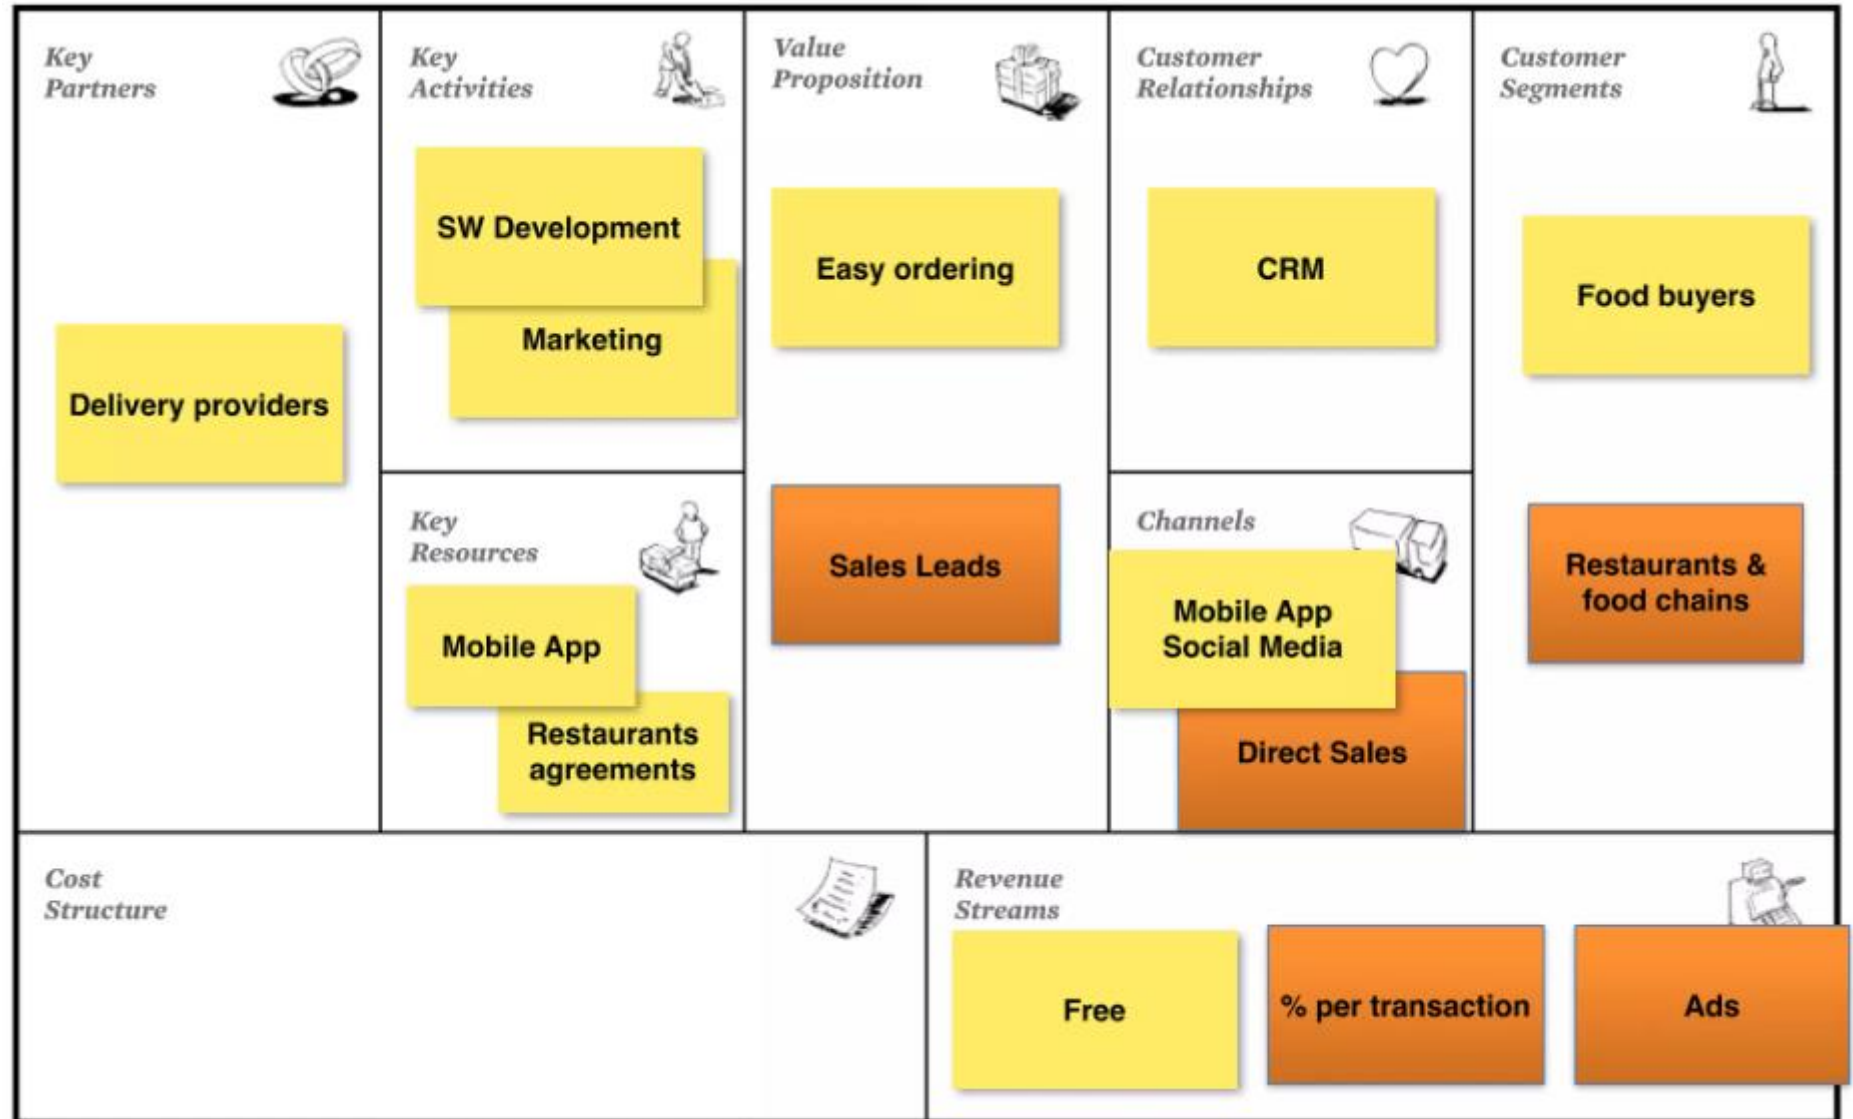 Key
Partners
Delivery providers
Key
Activities
SW Development
Marketing
Key
Resources
Mobile App
Restaurants
agreements
Value
Proposition
Easy ordering
Sales Leads
Customer
Relationships
CRM
Channels
Mobile App
Social Media
Direct Sales
Customer
Segments
Food buyers
Restaurants &
food chains
Cost
Structure
Revenue
Streams
Free
% per transaction
Ads